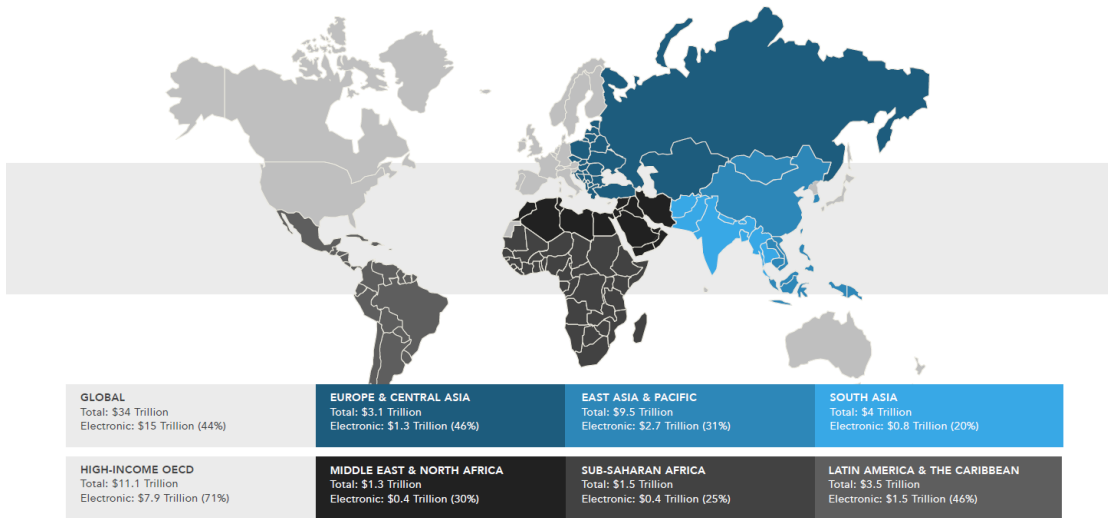 GLOBAL
Total: $34 Trillion
Electronic: $15 Trillion (44%)
EUROPE & CENTRAL ASIA
Total: $3.1 Trillion
Electronic: $1.3 Trillion (46%)
EAST ASIA & PACIFIC
Total: $9.5 Trillion
Electronic: $2.7 Trillion (31%)
SOUTH ASIA
Total: $4 Trillion
Electronic: $0.8 Trillion (20%)
HIGH-INCOME OECD
Total: $11.1 Trillion
Electronic: $7.9 Trillion (71%)
MIDDLE EAST & NORTH AFRICA
Total: $1.3 Trillion
Electronic: $0.4 Trillion (30%)
SUB-SAHARAN AFRICA
Total: $1.5 Trillion
Electronic: $0.4 Trillion (25%)
LATIN AMERICA & THE CARIBBEAN
Total: $3.5 Trillion
Electronic: $1.5 Trillion (46%)